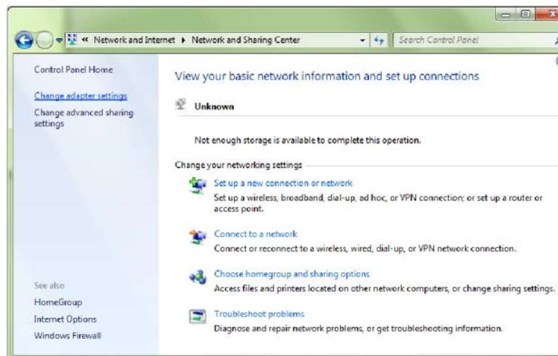 « Network and Internet ▸ Network and Sharing Center
Search Control Panel
Control Panel Home
Change adapter settings
Change advanced sharing
settings
See also
HomeGroup
Internet Options
Windows Firewall
View your basic network information and set up connections
Unknown
Not enough storage is available to complete this operation.
Change your networking settings
Set up a new connection or network
Set up a wireless, broadband, dial-up, ad hoc, or VPN connection; or set up a router or
access point.
Connect to a network
Connect or reconnect to a wireless, wired, dial-up, or VPN network connection.
Choose homegroup and sharing options
Access files and printers located on other network computers, or change sharing settings.
Troubleshoot problems
Diagnose and repair network problems, or get troubleshooting information.